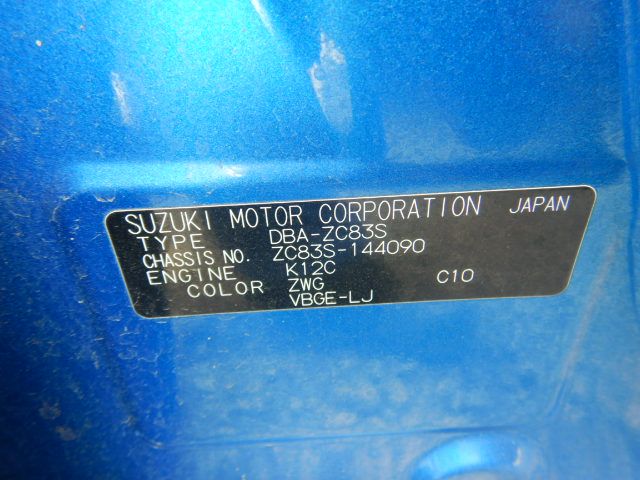 SUZUKI MOTOR CORPORATION JAPAN
TYPE DBA-ZC83S
CHASSIS NO. ZC83S-144090
ENGINE K12C
COLOR ZWG C10
VBGE-LJ